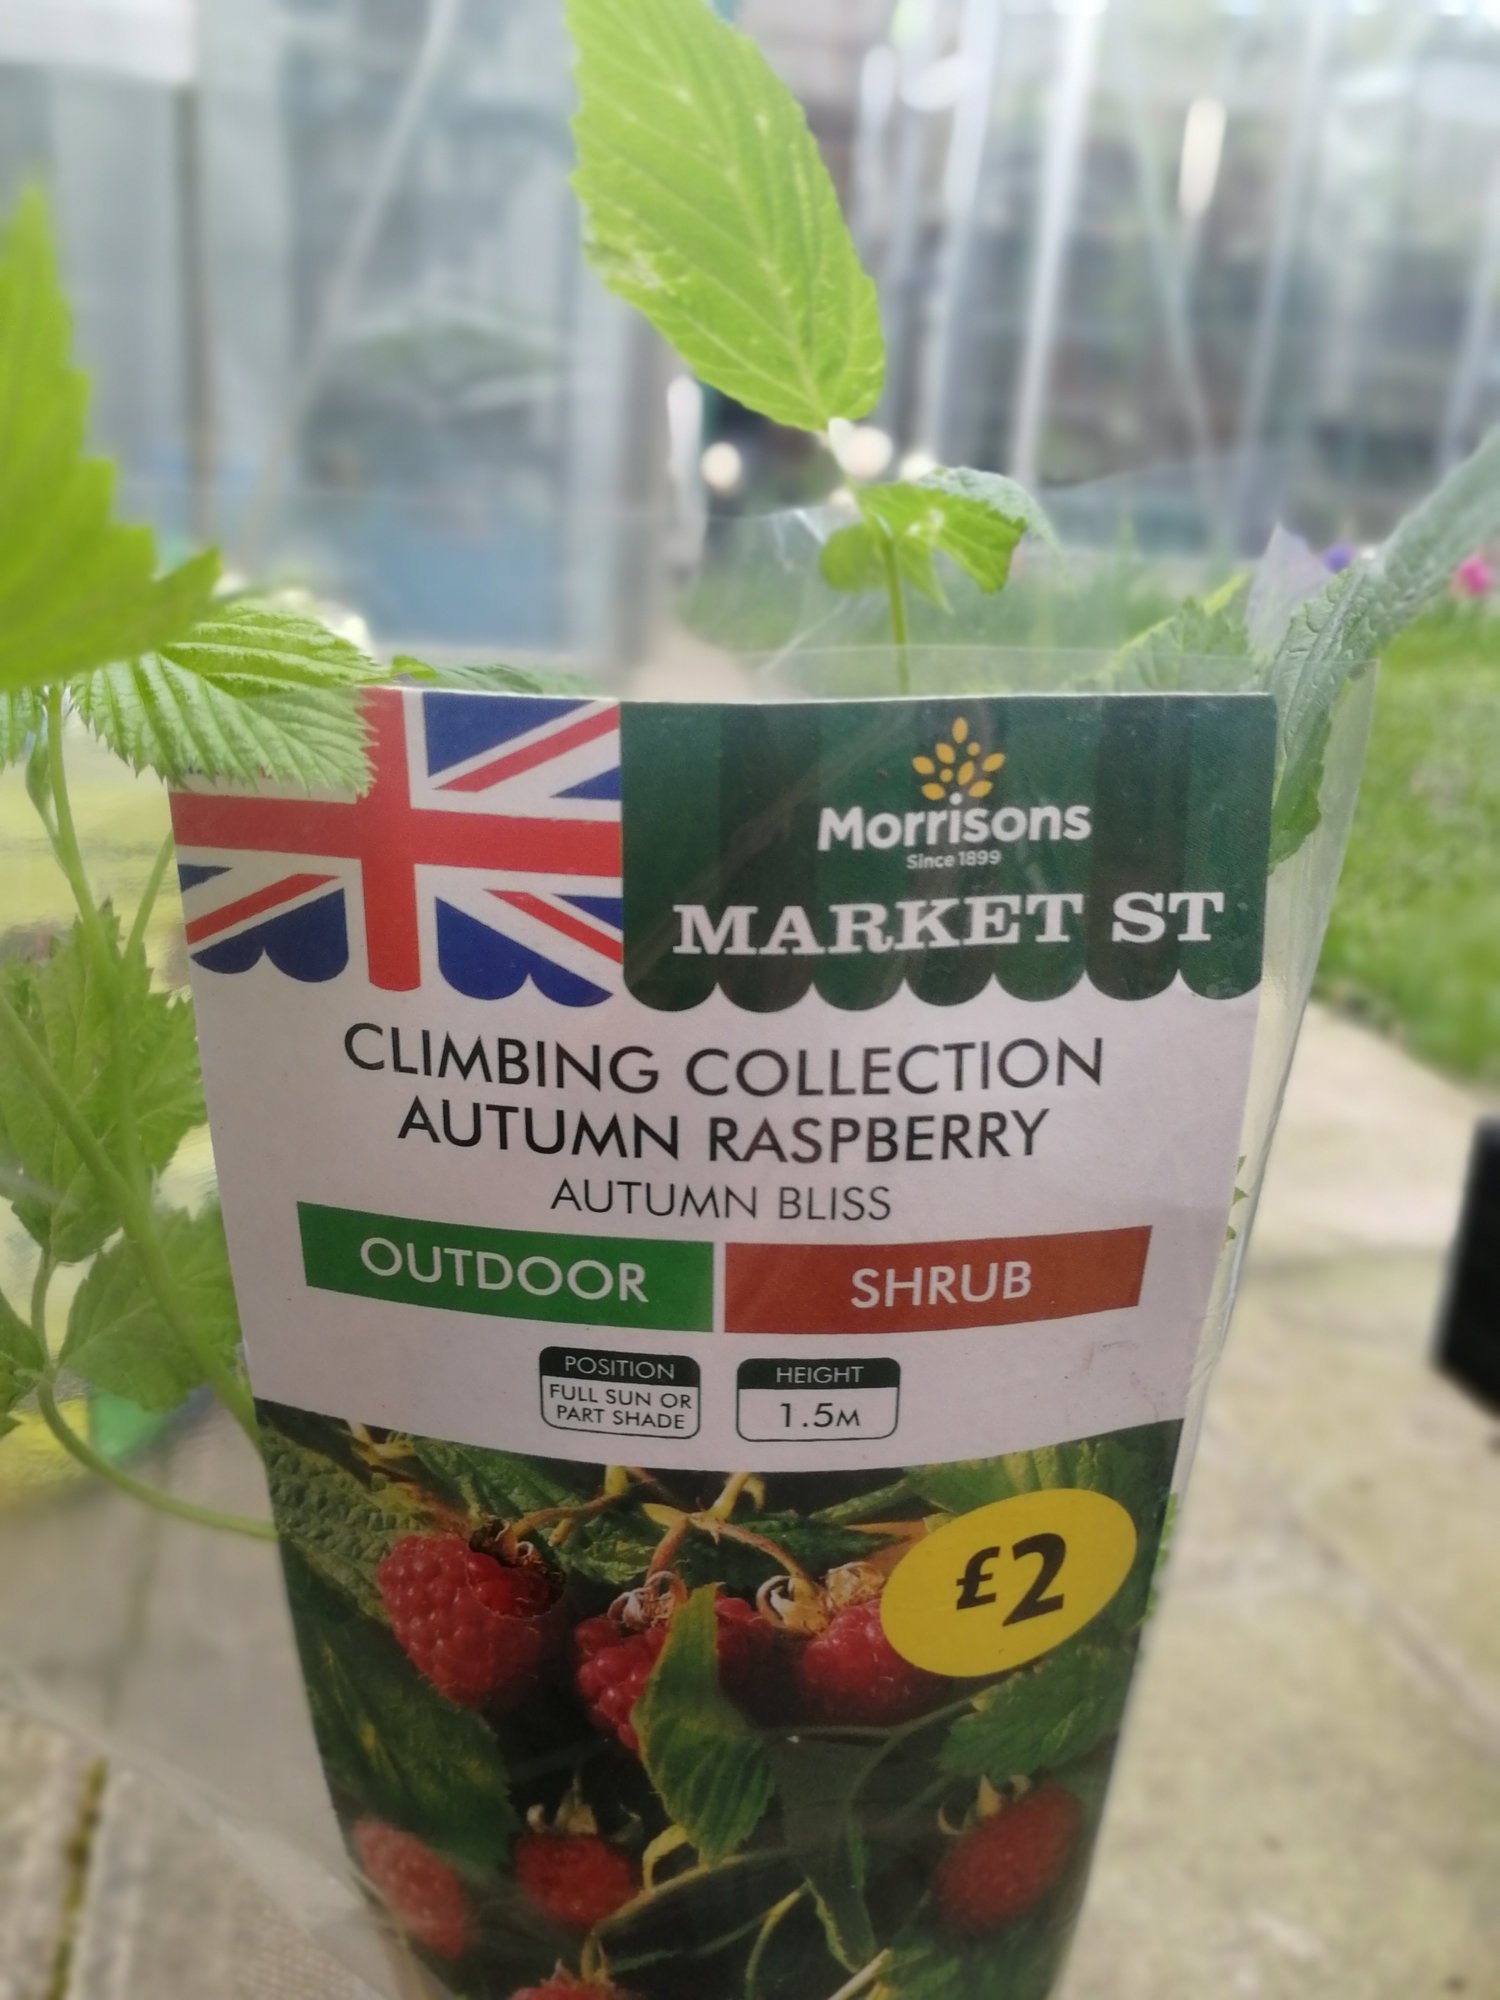 Morrisons
Since 1899
MARKET ST
CLIMBING COLLECTION
AUTUMN RASPBERRY
AUTUMN BLISS
OUTDOOR
SHRUB
POSITION
FULL SUN OR
PART SHADE
HEIGHT
1.5M
£2